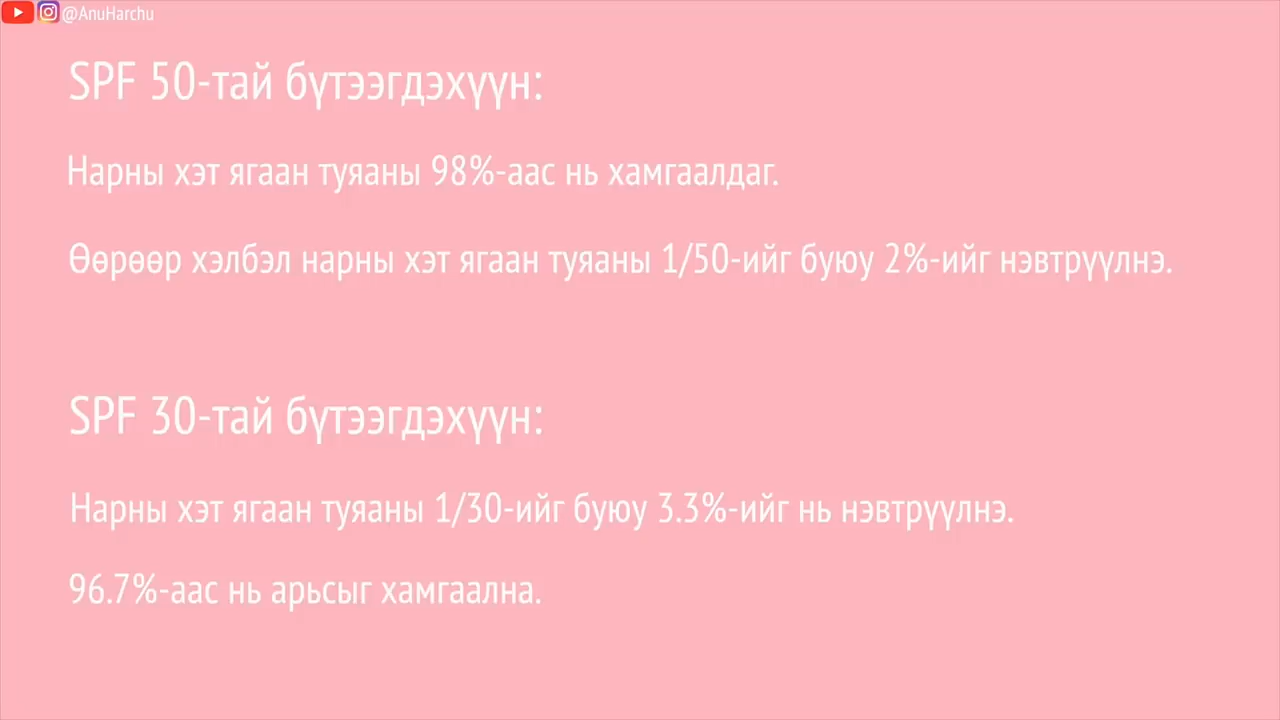 @AnuHarchu
SPF 50-тай бүтээгдэхүүн:
Нарны хэт ягаан туяаны 98%-аас нь хамгаалдаг.
Өөрөөр хэлбэл нарны хэт ягаан туяаны 1/50-ийг буюу 2%-ийг нэвтрүүлнэ.
SPF 30-тай бүтээгдэхүүн:
Нарны хэт ягаан туяаны 1/30-ийг буюу 3.3%-ийг нь нэвтрүүлнэ.
96.7%-аас нь арьсыг хамгаална.